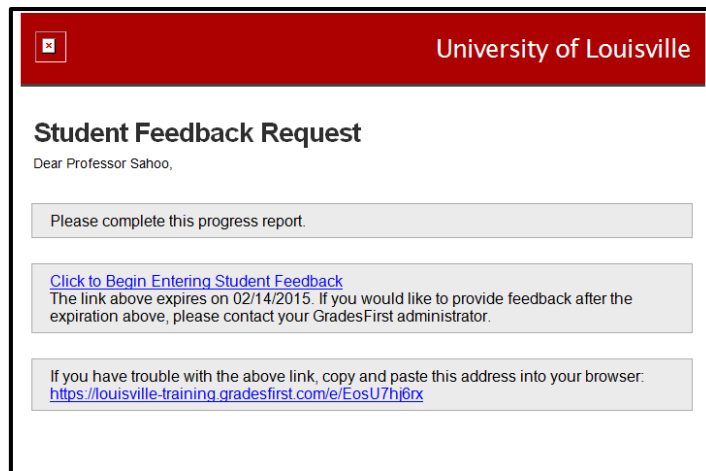 University of Louisville
Student Feedback Request
Dear Professor Sahoo,
Please complete this progress report.
Click to Begin Entering Student Feedback
The link above expires on 02/14/2015. If you would like to provide feedback after the
expiration above, please contact your GradesFirst administrator.
If you have trouble with the above link, copy and paste this address into your browser:
https://louisville-training.gradesfirst.com/e/EosU7hj6rx